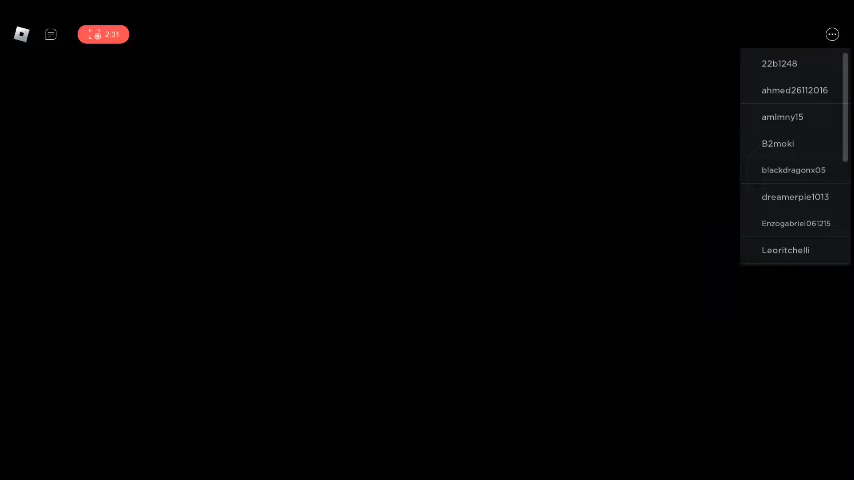 2:31
22b1248
ahmed26112016
amimny15
B2moki
blackdragonx05
dreamerpie1013
Enzogabriel061215
Leoritchelli